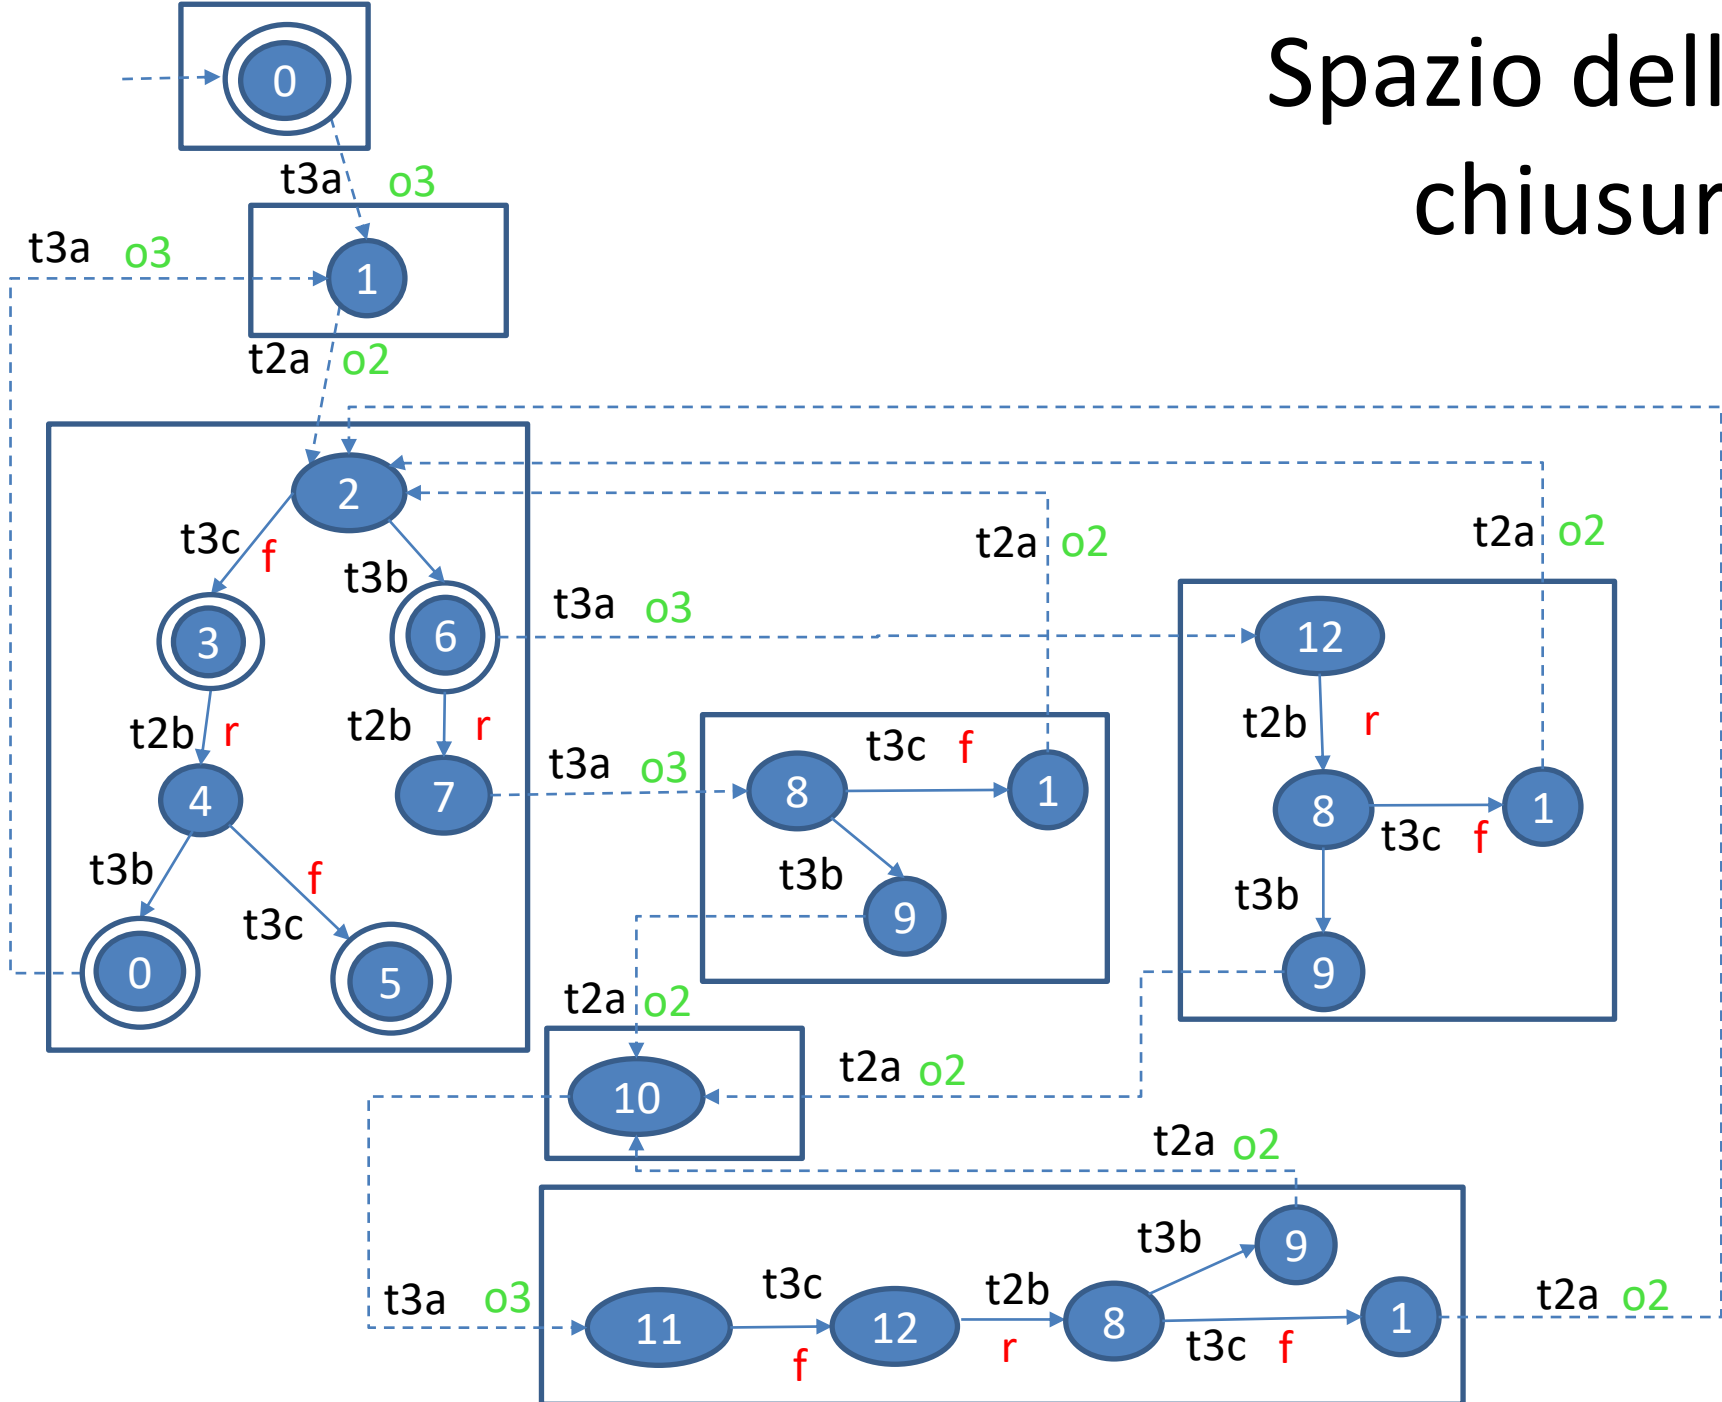 Spazio dell
chiusur
0
t3a o3
t3a o3
1
t2a o2
2
t3c f
t3b
t2a o2
t2a o2
3
6
t3a o3
12
t2b r
t2b r
t2b r
t3c f
4
7
t3a o3
8
1
8
1
t3c f
t3b
f
t3b
t3b
t3c
9
0
5
9
t2a o2
t2a o2
10
t2a o2
t3b
9
t3a o3
t3c
t2b
t2a o2
11
12
8
1
f
r
t3c f